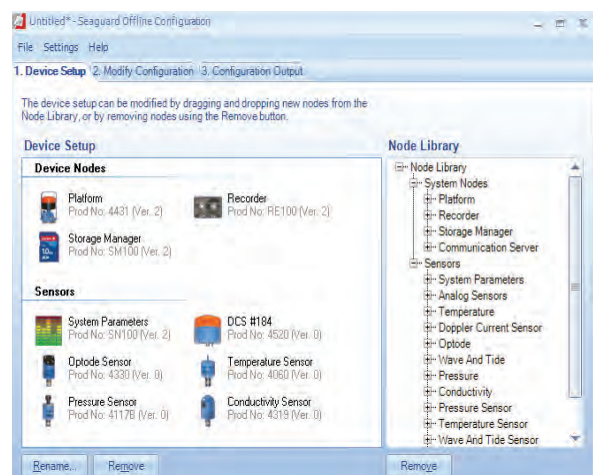 Untitled* - Seaguard Offline Configuration
File Settings Help
1. Device Setup 2. Modify Configuration 3. Configuration Output
The device setup can be modified by dragging and dropping new nodes from the
Node Library, or by removing nodes using the Remove button.
Device Setup
Device Nodes
Platform
Prod No: 4431 (Ver. 2)
Recorder
Prod No: RE100 (Ver. 2)
Storage Manager
Prod No: SM100 (Ver. 2)
Sensors
System Parameters
Prod No: SN100 (Ver. 2)
DCS #184
Prod No: 4520 (Ver. 0)
Optode Sensor
Prod No: 4330 (Ver. 0)
Temperature Sensor
Prod No: 4060 (Ver. 0)
Pressure Sensor
Prod No: 4117B (Ver. 0)
Conductivity Sensor
Prod No: 4319 (Ver. 0)
Rename... Remove
Node Library
Node Library
System Nodes
Platform
Recorder
Storage Manager
Communication Server
Sensors
System Parameters
Analog Sensors
Temperature
Doppler Current Sensor
Optode
Wave And Tide
Pressure
Conductivity
Pressure Sensor
Temperature Sensor
Wave And Tide Sensor
Remove